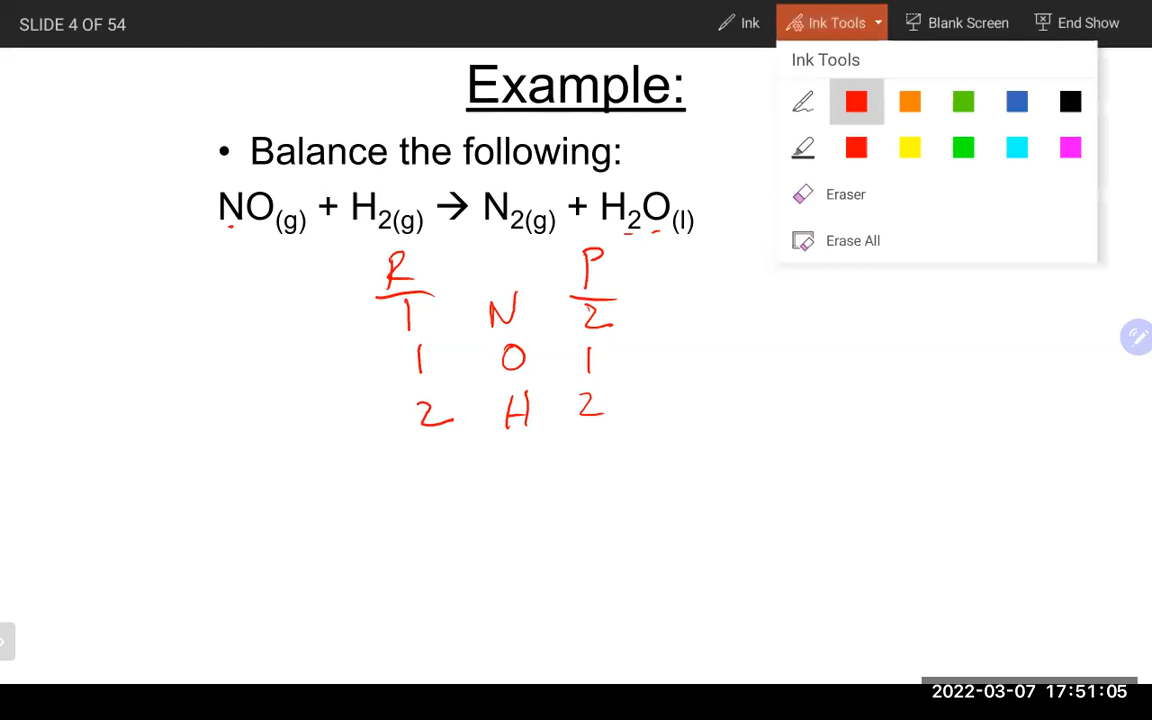 SLIDE 4 OF 54 Ink Ink Tools Blank Screen End Show
Ink Tools
Example:
• Balance the following:
NO(g) + H2(g) → N2(g) + H2O(l)
Eraser
Erase All
R P
1 N 2
1 O 1
2 H 2
2022-03-07 17:51:05